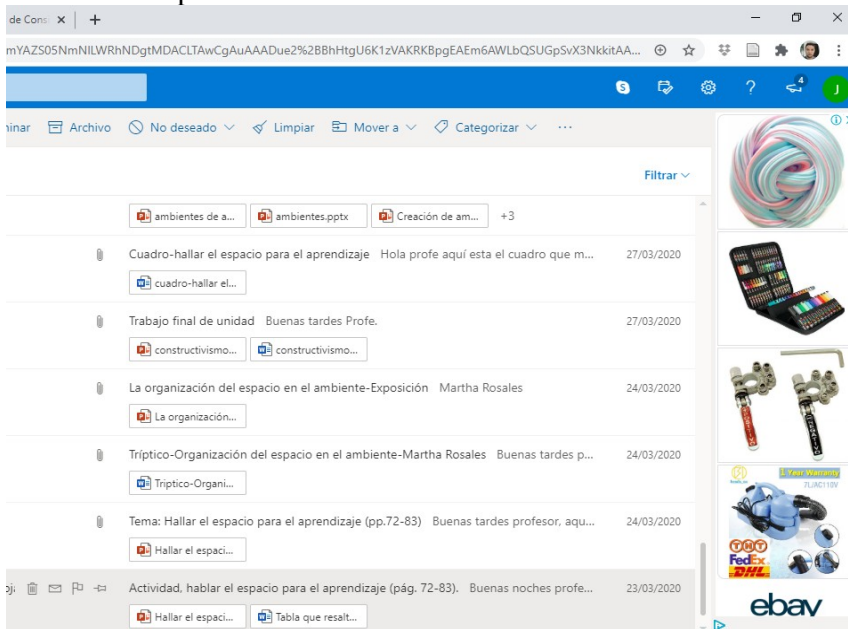 de Cons
mYAZS05NmNILWRhNDgtMDACLTAwCgAuAAADue2%2BBhHtgU6K1zVAKRKBpgEAEm6AWLbQSUGpSvX3NkkitAA...
4
J
ninar Archivo No deseado Limpiar Mover a Categorizar ...
Filtrar
ambientes de a... ambientes.pptx Creación de am... +3
Cuadro-hallar el espacio para el aprendizaje Hola profe aquí esta el cuadro que m... 27/03/2020
cuadro-hallar el...
Trabajo final de unidad Buenas tardes Profe. 27/03/2020
constructivismo... constructivismo...
La organización del espacio en el ambiente-Exposición Martha Rosales 24/03/2020
La organización...
Tríptico-Organización del espacio en el ambiente-Martha Rosales Buenas tardes p... 24/03/2020
Triptico-Organi...
Tema: Hallar el espacio para el aprendizaje (pp.72-83) Buenas tardes profesor, aqu... 24/03/2020
Hallar el espaci...
Actividad, hablar el espacio para el aprendizaje (pág. 72-83). Buenas noches profe... 23/03/2020
Hallar el espaci... Tabla que resalt...
1 Year Warranty
7L/AC110V
TNT
FedEx
DHL
ebay